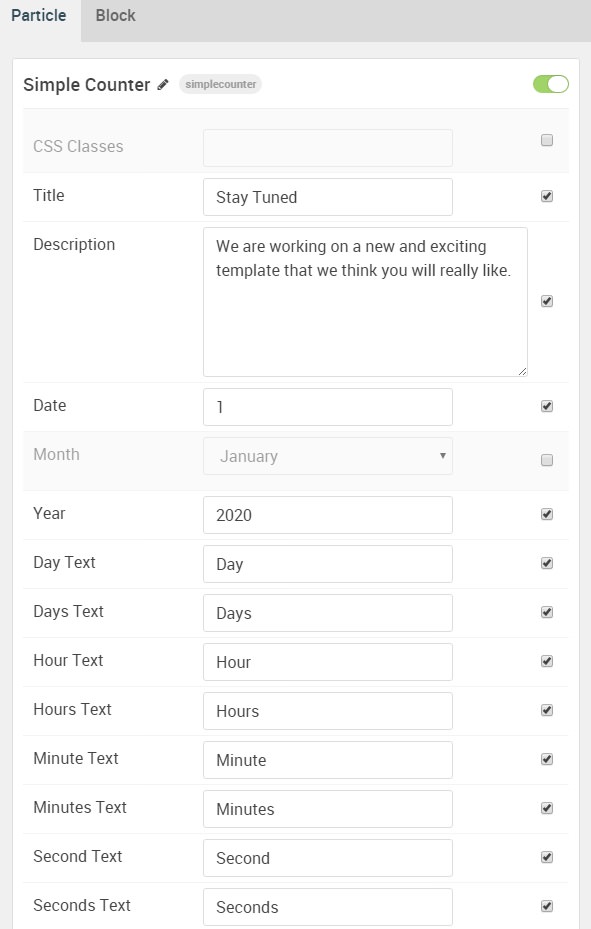 Particle Block
Simple Counter simplecounter
CSS Classes
Title Stay Tuned
Description We are working on a new and exciting
template that we think you will really like.
Date 1
Month January
Year 2020
Day Text Day
Days Text Days
Hour Text Hour
Hours Text Hours
Minute Text Minute
Minutes Text Minutes
Second Text Second
Seconds Text Seconds